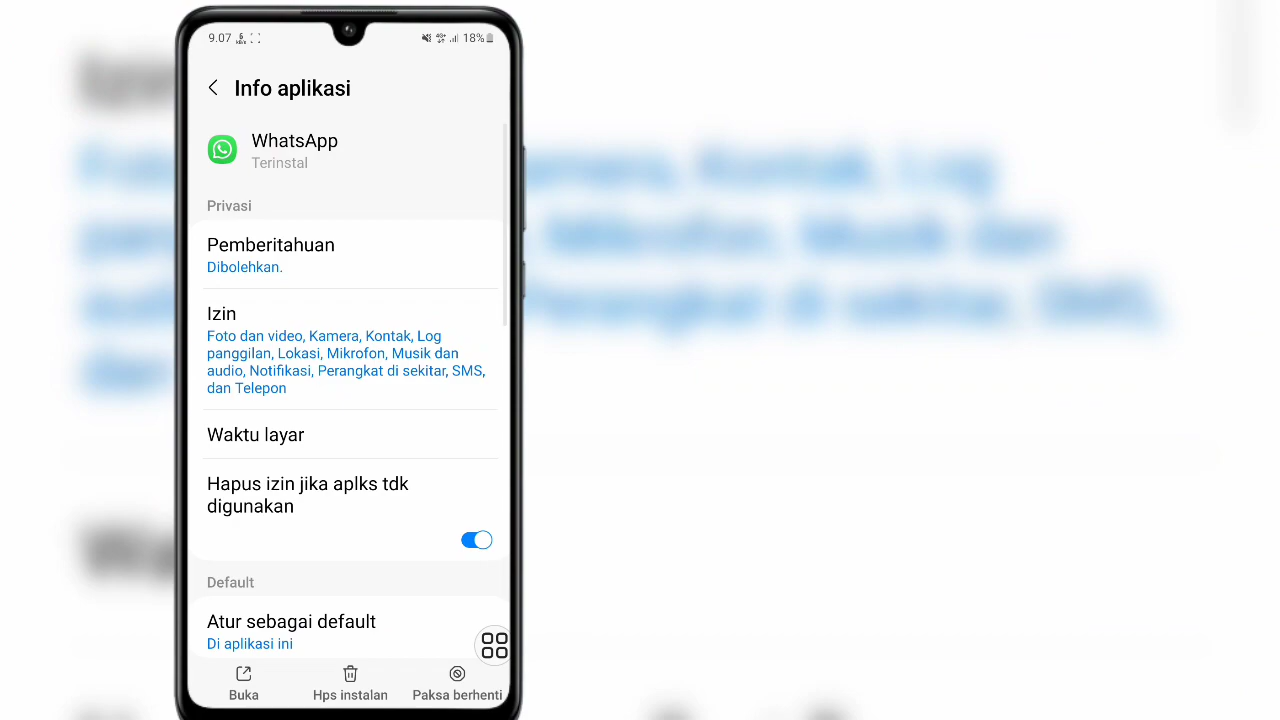 9.07
18%
Info aplikasi
WhatsApp
Terinstal
Privasi
Pemberitahuan
Dibolehkan.
Izin
Foto dan video, Kamera, Kontak, Log
panggilan, Lokasi, Mikrofon, Musik dan
audio, Notifikasi, Perangkat di sekitar, SMS,
dan Telepon
Waktu layar
Hapus izin jika aplks tdk
digunakan
Default
Atur sebagai default
Di aplikasi ini
Buka
Hps instalan
Paksa berhenti